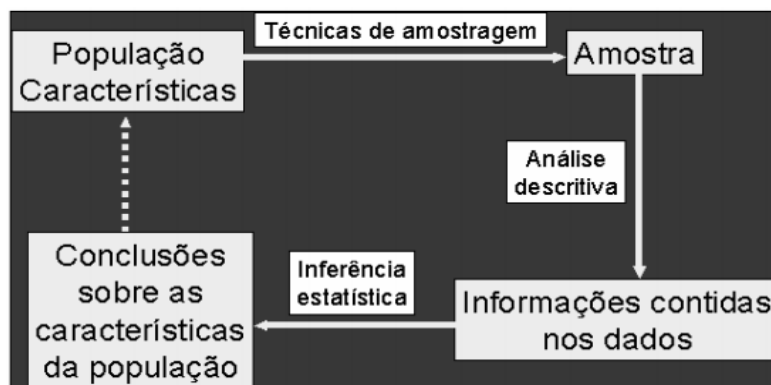 População
Características
Técnicas de amostragem
Amostra
Análise
descritiva
Informações contidas
nos dados
Inferência
estatística
Conclusões
sobre as
características
da população